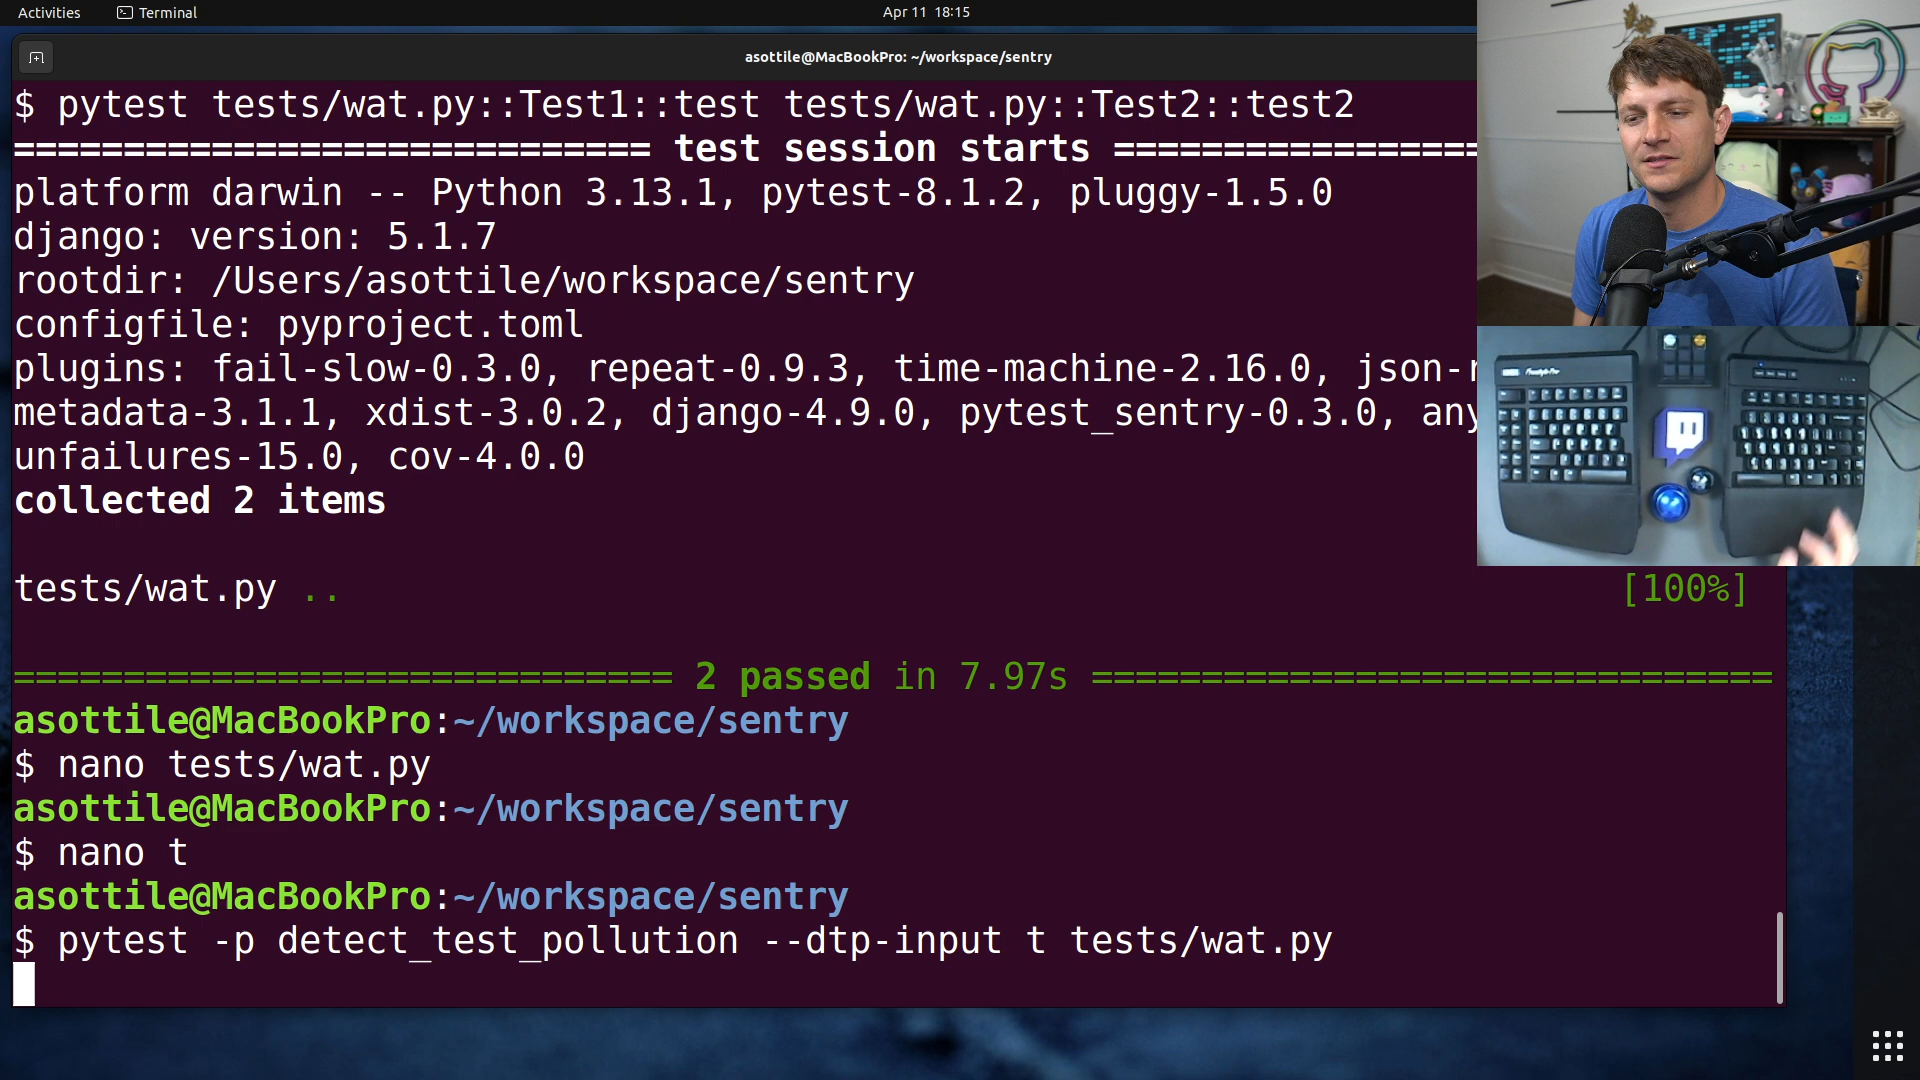 Activities
Terminal
Apr 11 18:15
asottile@MacBookPro: ~/workspace/sentry
$ pytest tests/wat.py::Test1::test tests/wat.py::Test2::test2
============================= test session starts =================
platform darwin -- Python 3.13.1, pytest-8.1.2, pluggy-1.5.0
django: version: 5.1.7
rootdir: /Users/asottile/workspace/sentry
configfile: pyproject.toml
plugins: fail-slow-0.3.0, repeat-0.9.3, time-machine-2.16.0, json-r
metadata-3.1.1, xdist-3.0.2, django-4.9.0, pytest_sentry-0.3.0, any
unfailures-15.0, cov-4.0.0
collected 2 items
tests/wat.py .. [100%]
============================== 2 passed in 7.97s ===============================
asottile@MacBookPro:~/workspace/sentry
$ nano tests/wat.py
asottile@MacBookPro:~/workspace/sentry
$ nano t
asottile@MacBookPro:~/workspace/sentry
$ pytest -p detect_test_pollution --dtp-input t tests/wat.py